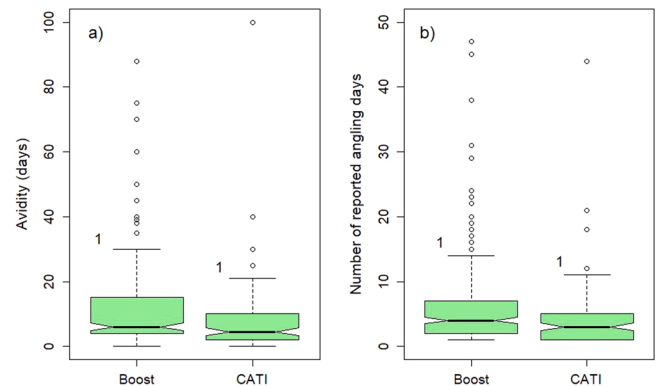 a)
Avidity (days)
100
80
60
40
20
0
1
1
Boost
CATI
b)
Number of reported angling days
50
40
30
20
10
0
1
1
Boost
CATI